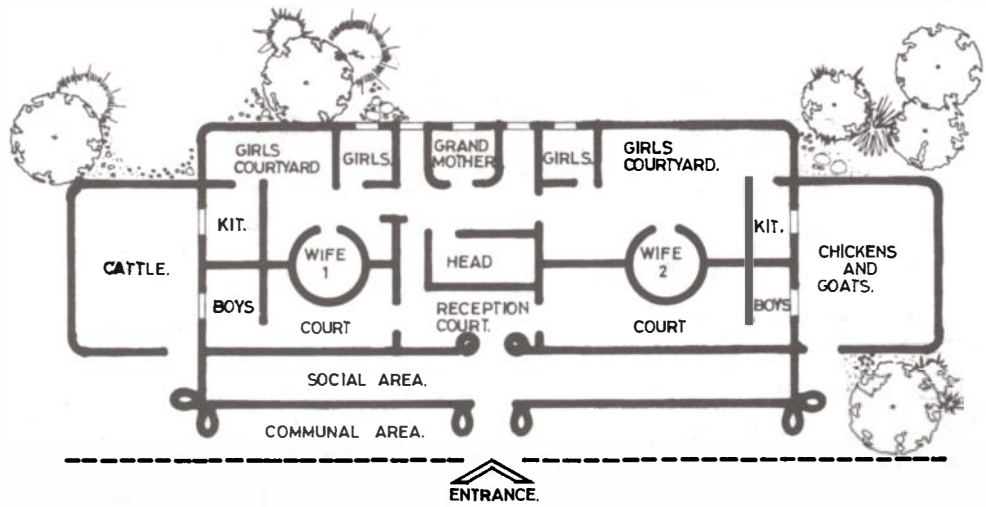 GIRLS
COURTYARD
GIRLS.
GRAND
MOTHER
GIRLS.
GIRLS
COURTYARD.
KIT.
WIFE
1
HEAD
WIFE
2
KIT.
CATTLE.
CHICKENS
AND
GOATS.
BOYS
COURT
RECEPTION
COURT.
COURT
BOYS
SOCIAL AREA.
COMMUNAL AREA.
ENTRANCE.